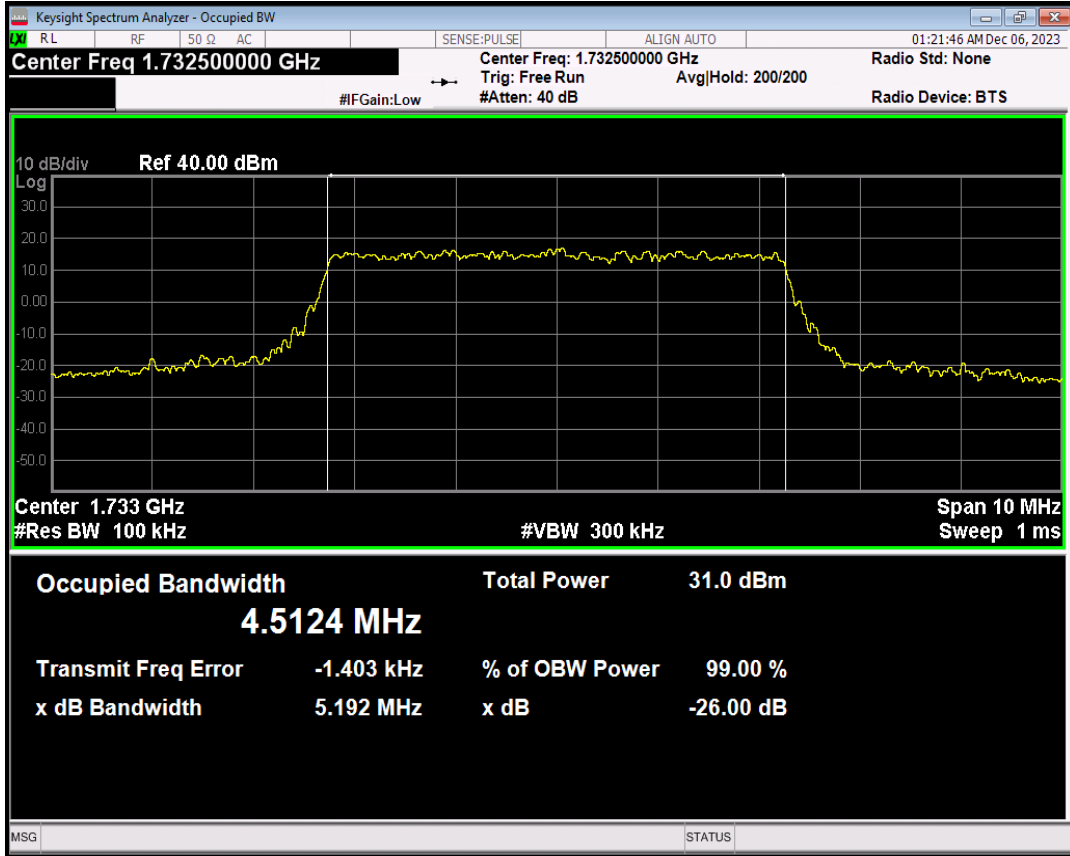 Keysight Spectrum Analyzer - Occupied BW
LXI RL RF 50 Ω AC SENSE:PULSE ALIGN AUTO 01:21:46 AM Dec 06, 2023
Center Freq 1.732500000 GHz
Center Freq: 1.732500000 GHz
Radio Std: None
Trig: Free Run Avg|Hold: 200/200
#IFGain:Low #Atten: 40 dB Radio Device: BTS
10 dB/div Ref 40.00 dBm
Log
30.0
20.0
10.0
0.00
-10.0
-20.0
-30.0
-40.0
-50.0
Center 1.733 GHz Span 10 MHz
#Res BW 100 kHz #VBW 300 kHz Sweep 1 ms
Occupied Bandwidth Total Power 31.0 dBm
4.5124 MHz
Transmit Freq Error -1.403 kHz % of OBW Power 99.00 %
x dB Bandwidth 5.192 MHz x dB -26.00 dB
MSG STATUS